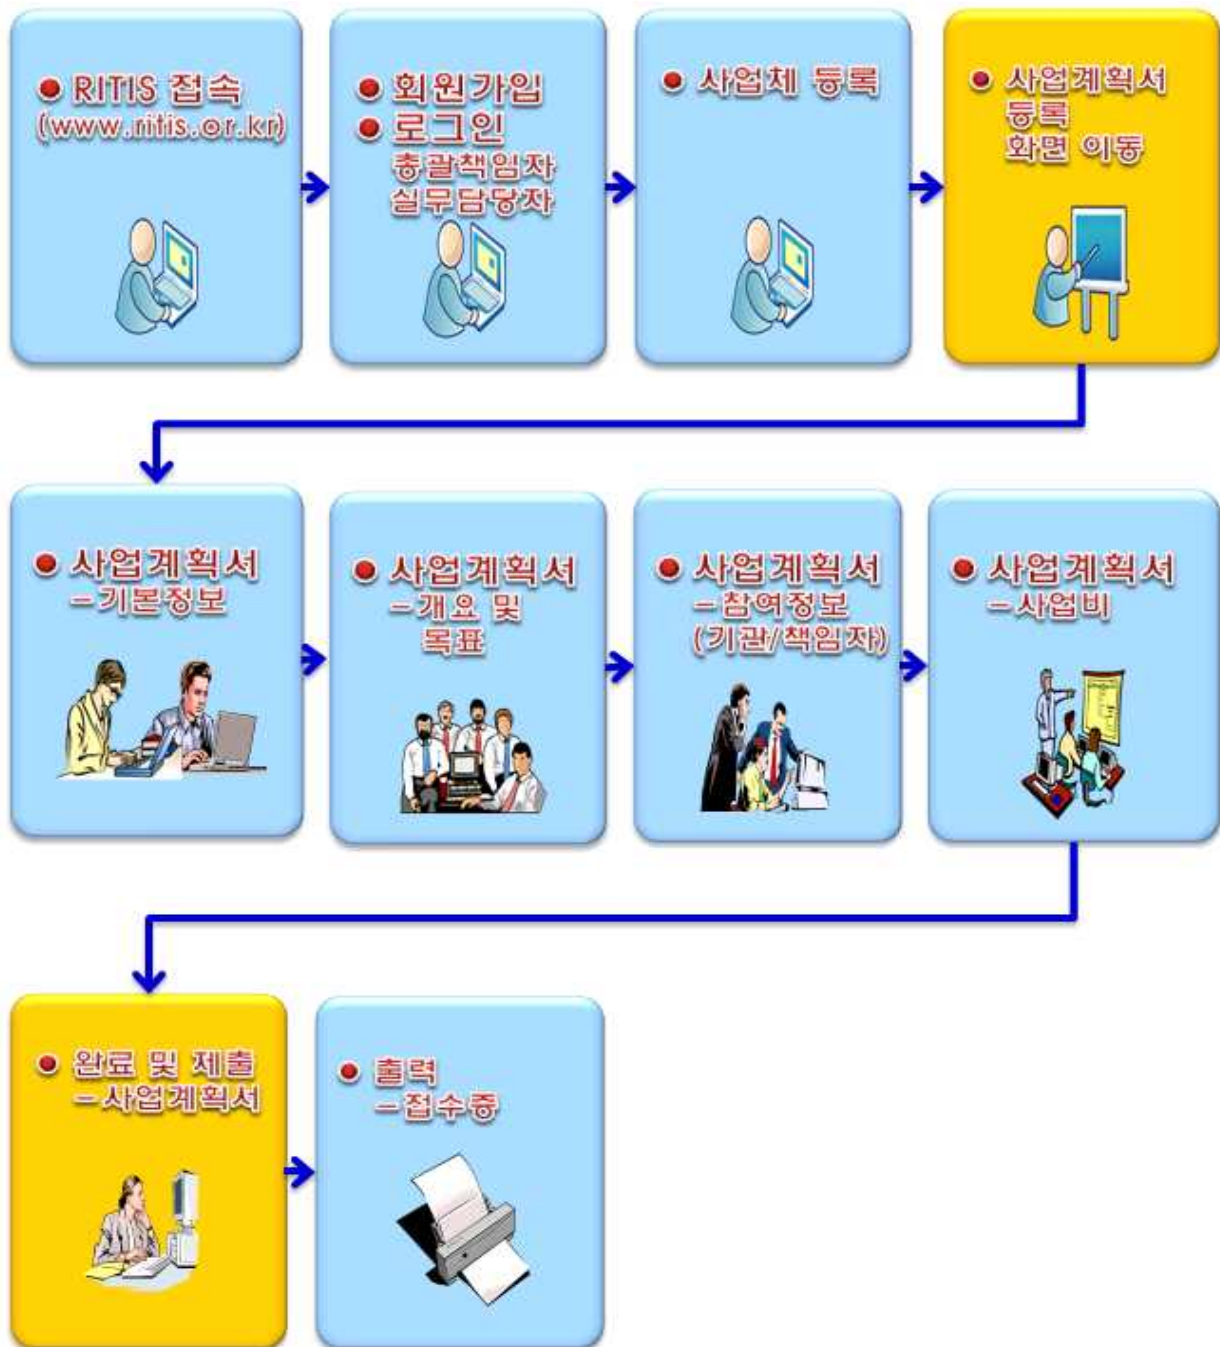 ● RITIS 접속
(www.ritis.or.kr)
● 회원가입
● 로그인
총괄책임자
실무담당자
● 사업체 등록
● 사업계획서
등록
화면 이동
● 사업계획서
-기본정보
● 사업계획서
-개요 및
목표
● 사업계획서
-참여정보
(기관/책임자)
● 사업계획서
-사업비
● 완료 및 제출
-사업계획서
● 출력
-접수증